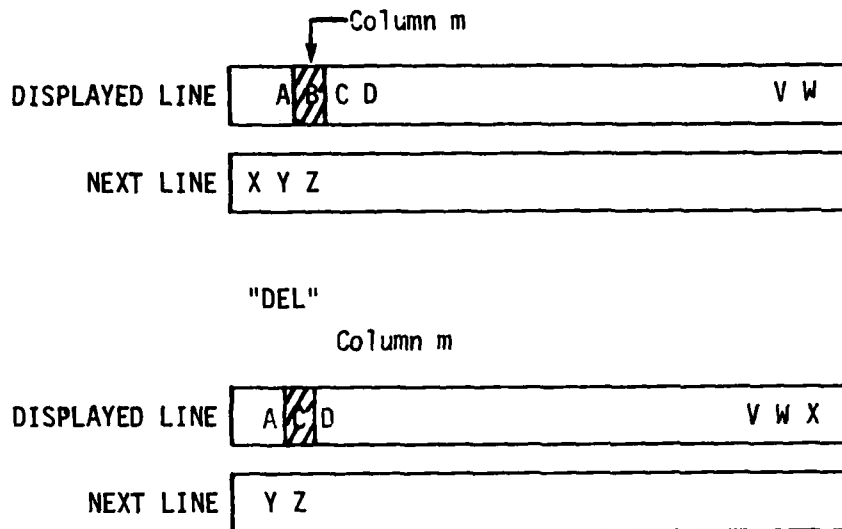 Column m
DISPLAYED LINE A B C D V W
NEXT LINE X Y Z
"DEL"
Column m
DISPLAYED LINE A C D V W X
NEXT LINE Y Z